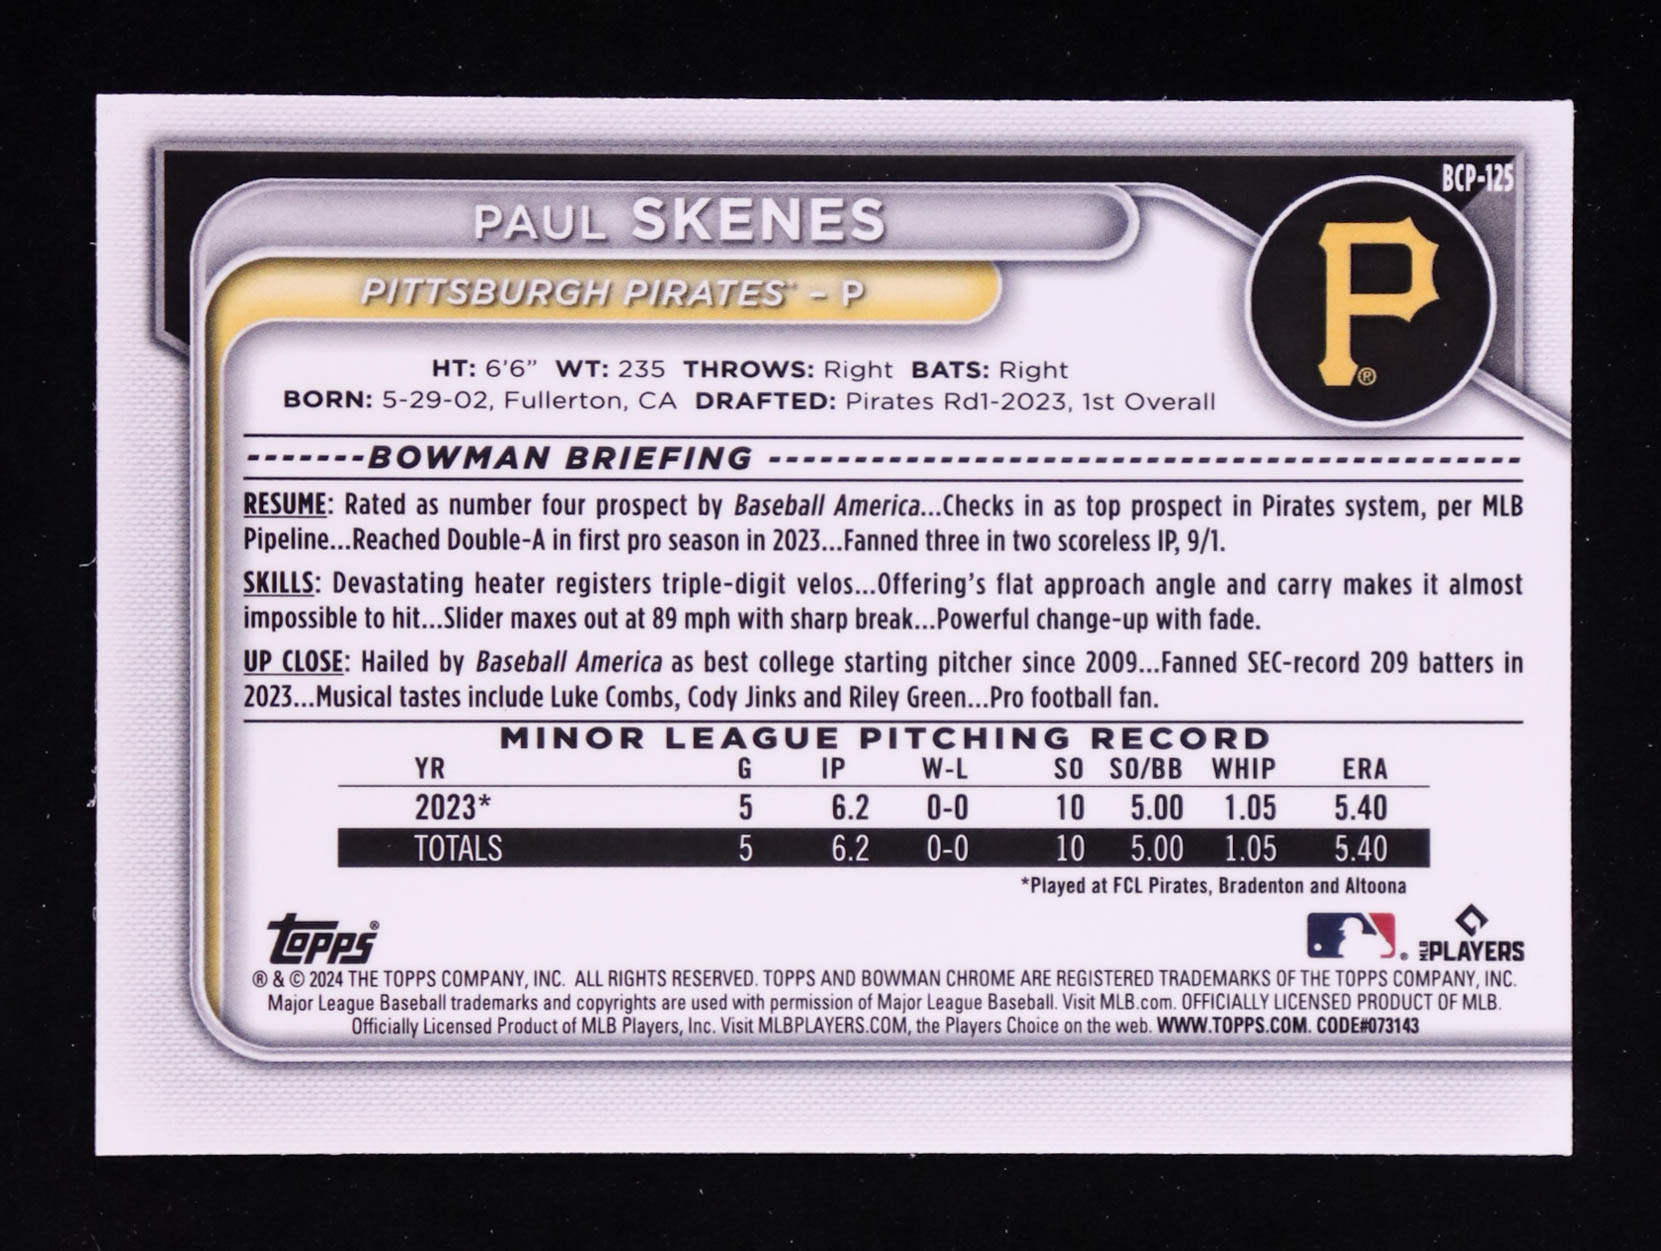 BCP-125
PAUL SKENES
PITTSBURGH PIRATES™ – P
P®
HT: 6'6” WT: 235 THROWS: Right BATS: Right
BORN: 5-29-02, Fullerton, CA DRAFTED: Pirates Rd1-2023, 1st Overall
-------BOWMAN BRIEFING ------------------------------------------------
RESUME: Rated as number four prospect by Baseball America...Checks in as top prospect in Pirates system, per MLB
Pipeline...Reached Double-A in first pro season in 2023...Fanned three in two scoreless IP, 9/1.
SKILLS: Devastating heater registers triple-digit velos...Offering's flat approach angle and carry makes it almost
impossible to hit...Slider maxes out at 89 mph with sharp break...Powerful change-up with fade.
UP CLOSE: Hailed by Baseball America as best college starting pitcher since 2009...Fanned SEC-record 209 batters in
2023...Musical tastes include Luke Combs, Cody Jinks and Riley Green...Pro football fan.
MINOR LEAGUE PITCHING RECORD
YR G IP W-L SO SO/BB WHIP ERA
2023* 5 6.2 0-0 10 5.00 1.05 5.40
TOTALS 5 6.2 0-0 10 5.00 1.05 5.40
*Played at FCL Pirates, Bradenton and Altoona
Topps®
MLB PLAYERS
® & © 2024 THE TOPPS COMPANY, INC. ALL RIGHTS RESERVED. TOPPS AND BOWMAN CHROME ARE REGISTERED TRADEMARKS OF THE TOPPS COMPANY, INC.
Major League Baseball trademarks and copyrights are used with permission of Major League Baseball. Visit MLB.com. OFFICIALLY LICENSED PRODUCT OF MLB.
Officially Licensed Product of MLB Players, Inc. Visit MLBPLAYERS.COM, the Players Choice on the web. WWW.TOPPS.COM. CODE#073143